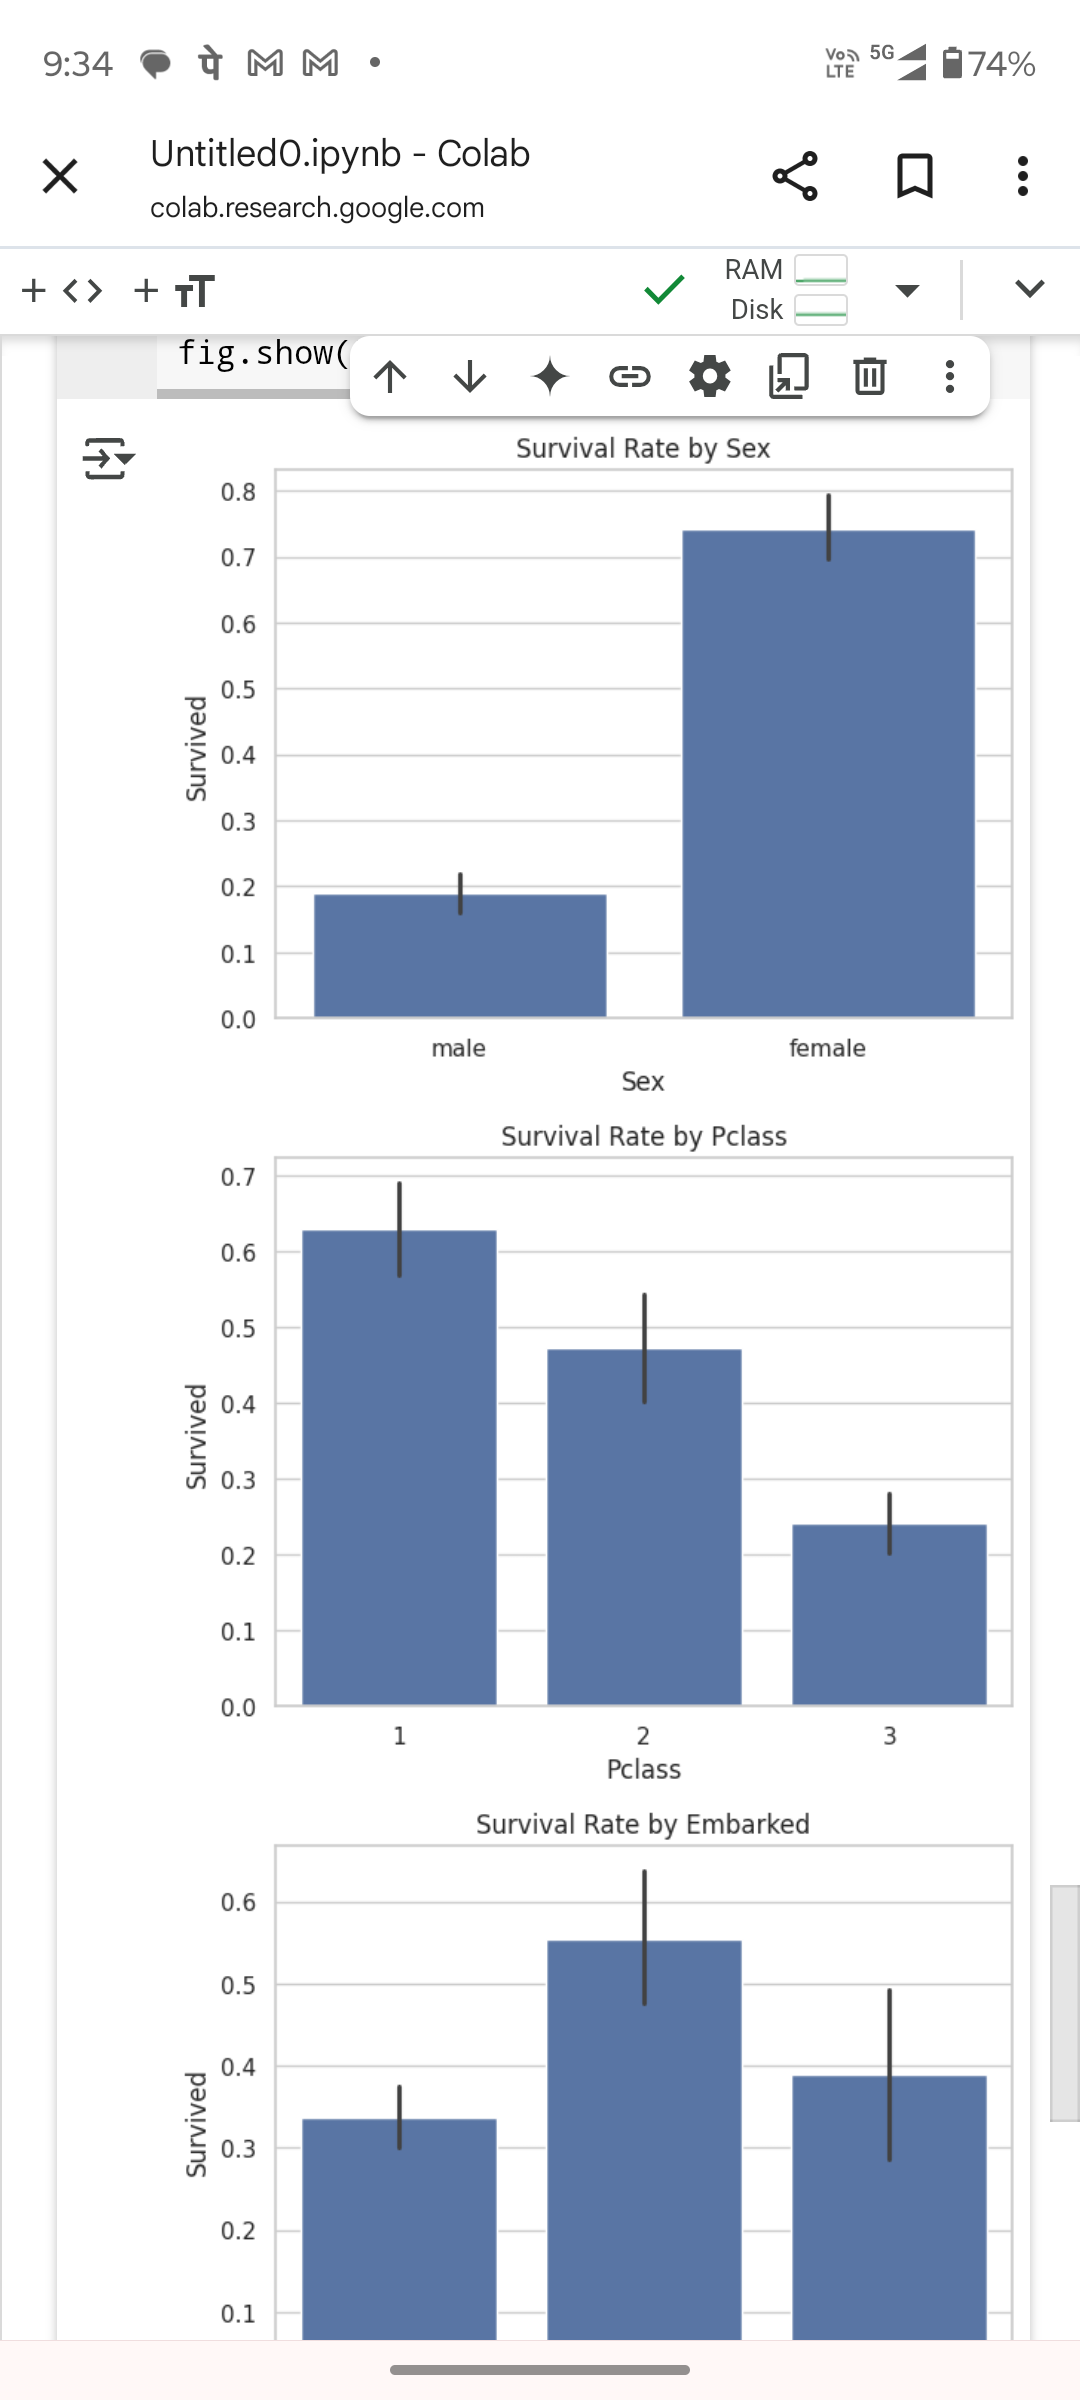 9:34
Vo LTE 5G 74%
Untitled0.ipynb - Colab
colab.research.google.com
RAM
Disk
fig.show(
Survival Rate by Sex
0.8
0.7
0.6
0.5
0.4
0.3
0.2
0.1
0.0
Survived
male female
Sex
Survival Rate by Pclass
0.7
0.6
0.5
0.4
0.3
0.2
0.1
0.0
Survived
1 2 3
Pclass
Survival Rate by Embarked
0.6
0.5
0.4
0.3
0.2
0.1
Survived